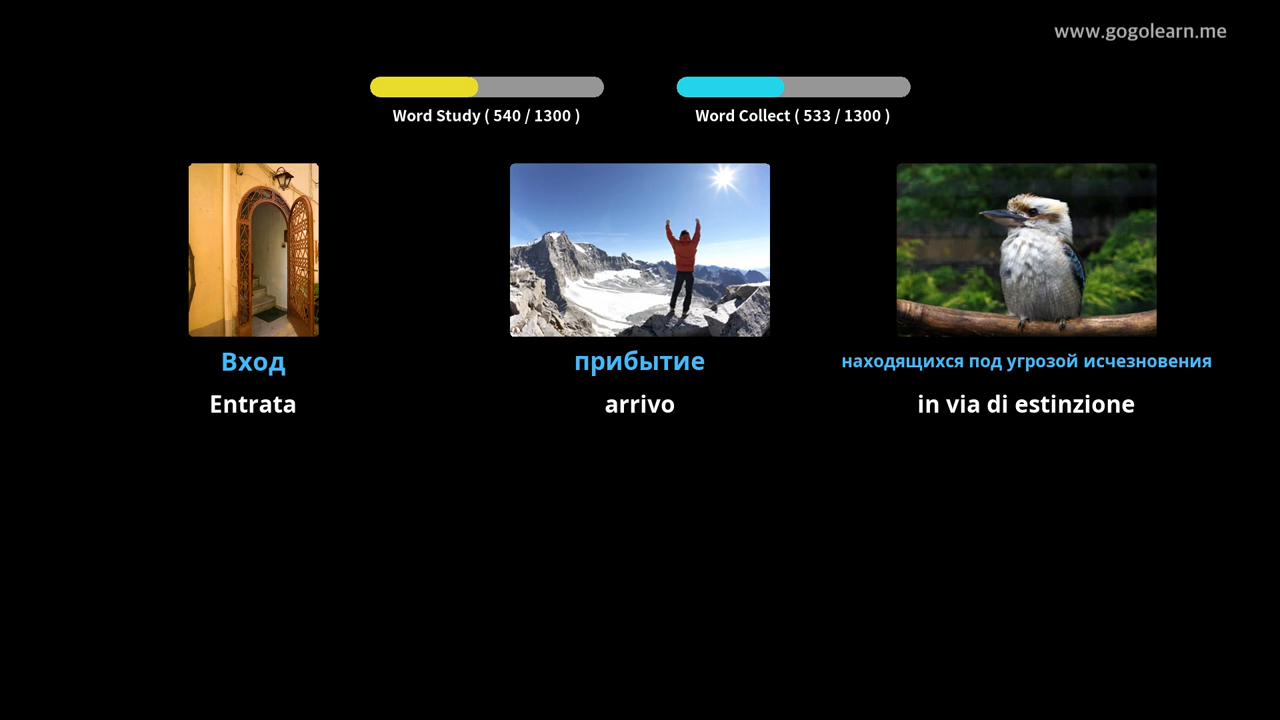 www.gogolearn.me
Word Study ( 540 / 1300 )
Word Collect ( 533 / 1300 )
Вход
прибытие
находящихся под угрозой исчезновения
Entrata
arrivo
in via di estinzione